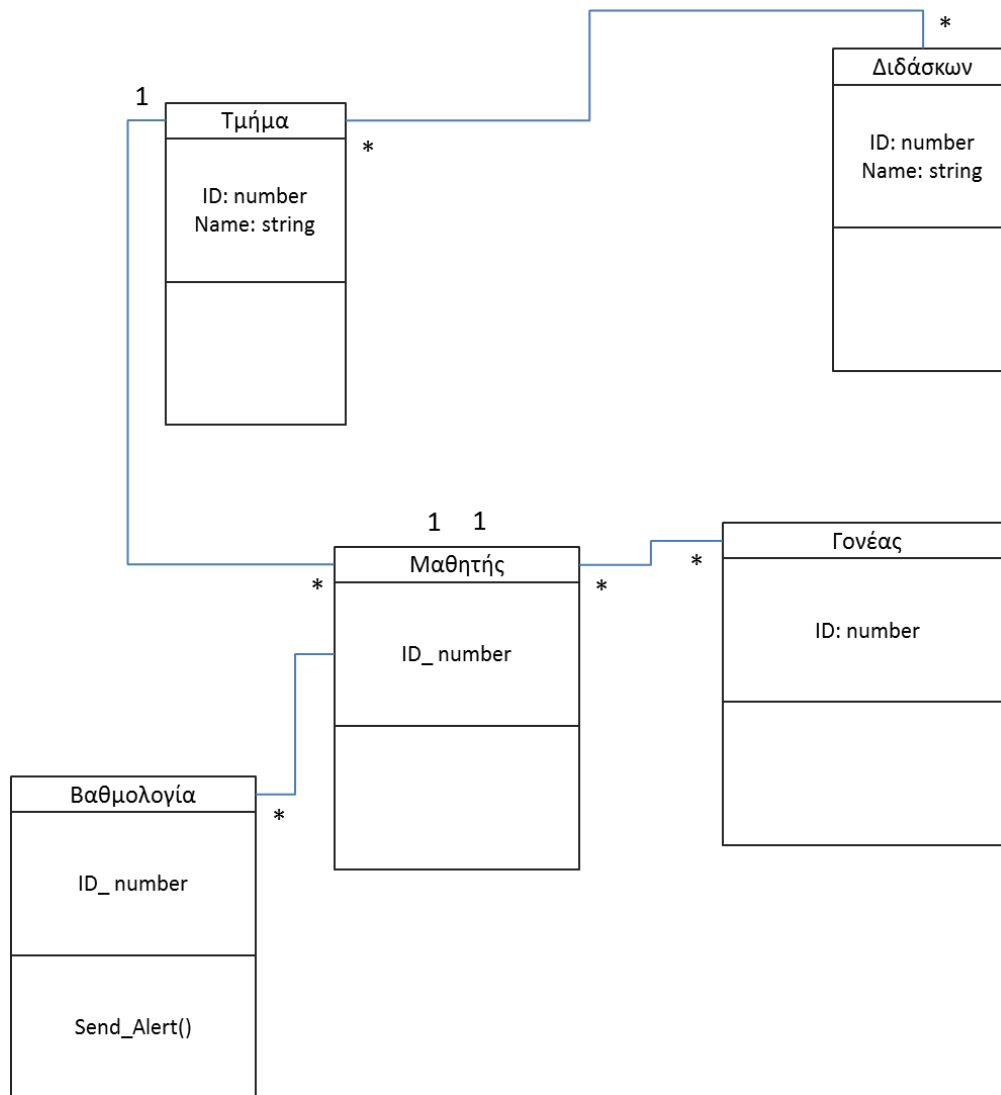 *
Διδάσκων
ID: number
Name: string
1
Τμήμα
*
ID: number
Name: string
1 1
Μαθητής
*
*
ID_ number
Γονέας
*
ID: number
Βαθμολογία
*
ID_ number
Send_Alert()